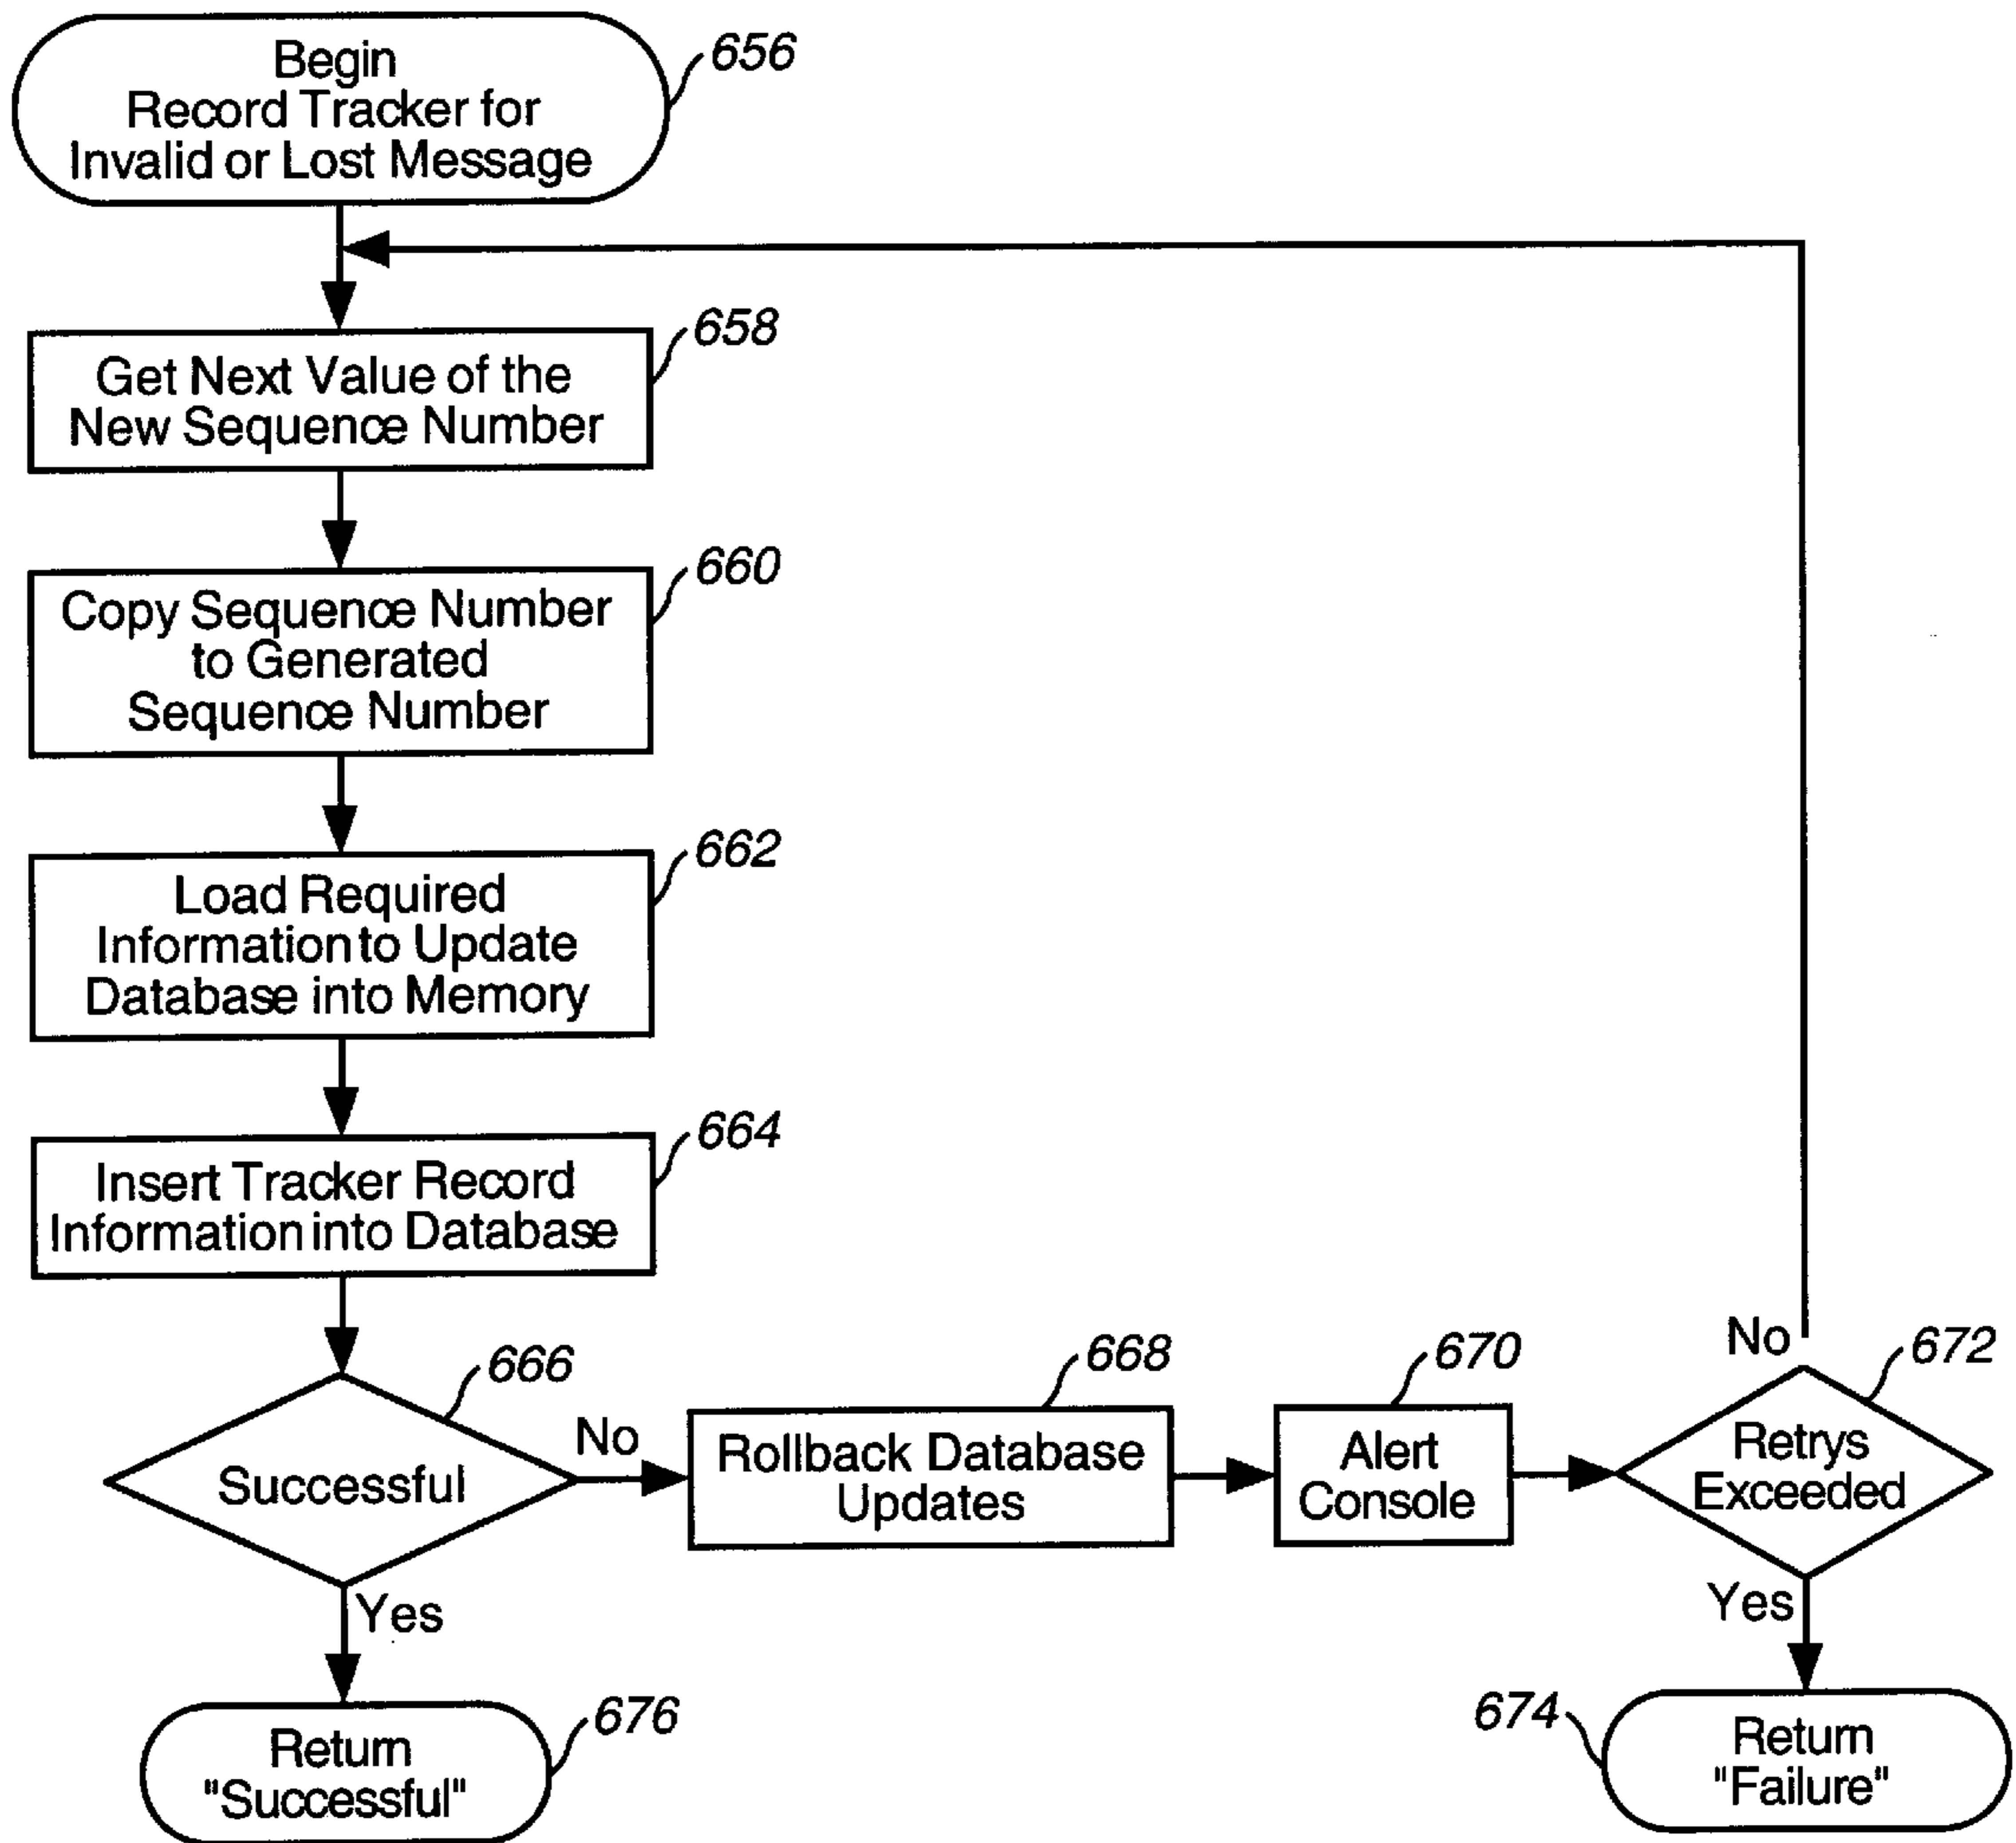 Begin
Record Tracker for
Invalid or Lost Message
656
Get Next Value of the
New Sequence Number
658
Copy Sequence Number
to Generated
Sequence Number
660
Load Required
Information to Update
Database into Memory
662
Insert Tracker Record
Information into Database
664
Successful
666
No
Rollback Database
Updates
668
Alert
Console
670
Retrys
Exceeded
672
No
Yes
Return
"Successful"
676
Yes
Return
"Failure"
674